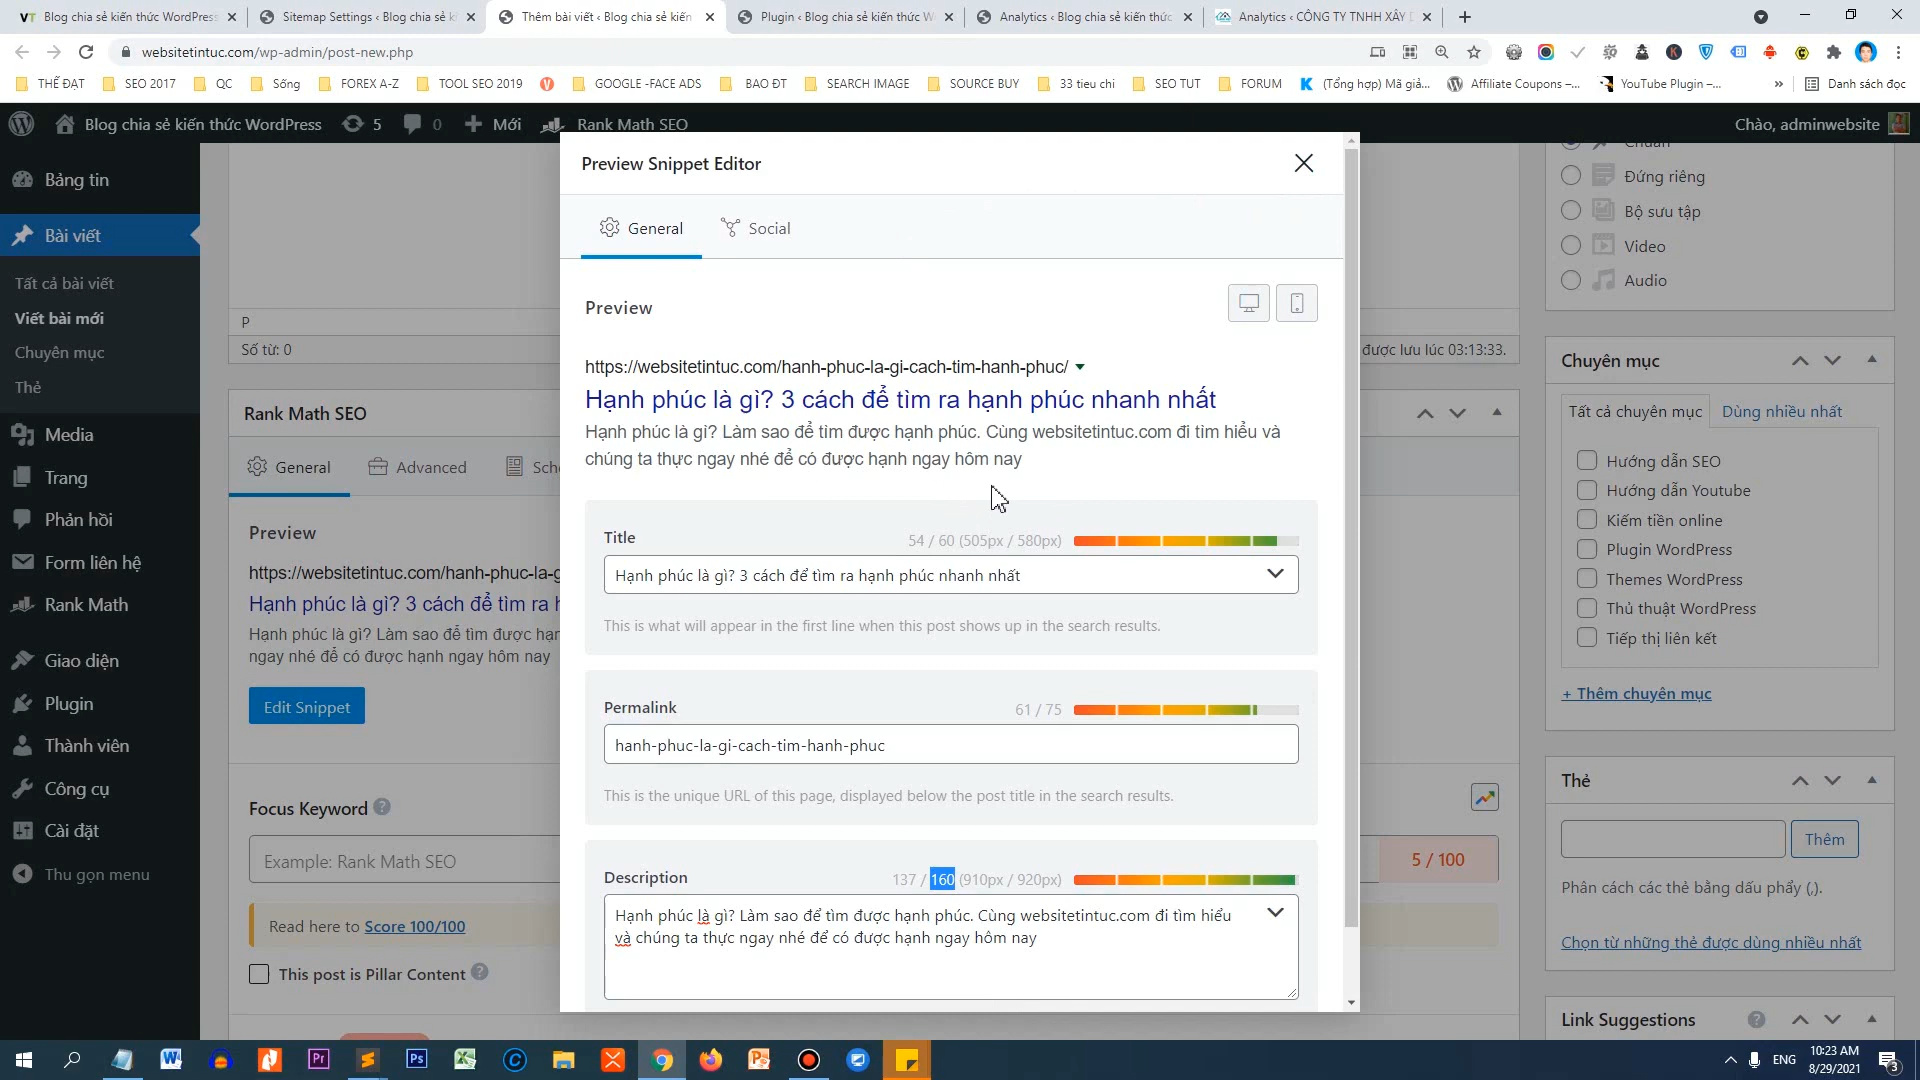 Blog chia sẻ kiến thức WordPress
Sitemap Settings ‹ Blog chia sẻ ki
Thêm bài viết ‹ Blog chia sẻ kiến
Plugin ‹ Blog chia sẻ kiến thức W
Analytics ‹ Blog chia sẻ kiến thức
Analytics ‹ CÔNG TY TNHH XÂY D
websitetintuc.com/wp-admin/post-new.php
THẾ ĐẠT
SEO 2017
QC
Sống
FOREX A-Z
TOOL SEO 2019
GOOGLE -FACE ADS
BAO ĐT
SEARCH IMAGE
SOURCE BUY
33 tieu chi
SEO TUT
FORUM
(Tổng hợp) Mã giả...
Affiliate Coupons –...
YouTube Plugin –...
»
Danh sách đọc
Blog chia sẻ kiến thức WordPress
5
0
Mới
Rank Math SEO
Chào, adminwebsite
Bảng tin
Bài viết
Tất cả bài viết
Viết bài mới
Chuyên mục
Thẻ
Media
Trang
Phản hồi
Form liên hệ
Rank Math
Giao diện
Plugin
Thành viên
Công cụ
Cài đặt
Thu gọn menu
P
Số từ: 0
được lưu lúc 03:13:33.
Rank Math SEO
General
Advanced
Sch
Preview
https://websitetintuc.com/hanh-phuc-la-g
Hạnh phúc là gì? 3 cách để tìm ra h
Hạnh phúc là gì? Làm sao để tìm được hạn
ngay nhé để có được hạnh ngay hôm nay
Edit Snippet
Focus Keyword
Example: Rank Math SEO
5 / 100
Read here to Score 100/100
This post is Pillar Content
Preview Snippet Editor
General
Social
Preview
https://websitetintuc.com/hanh-phuc-la-gi-cach-tim-hanh-phuc/
Hạnh phúc là gì? 3 cách để tìm ra hạnh phúc nhanh nhất
Hạnh phúc là gì? Làm sao để tìm được hạnh phúc. Cùng websitetintuc.com đi tìm hiểu và
chúng ta thực ngay nhé để có được hạnh ngay hôm nay
Title
54 / 60 (505px / 580px)
Hạnh phúc là gì? 3 cách để tìm ra hạnh phúc nhanh nhất
This is what will appear in the first line when this post shows up in the search results.
Permalink
61 / 75
hanh-phuc-la-gi-cach-tim-hanh-phuc
This is the unique URL of this page, displayed below the post title in the search results.
Description
137 / 160 (910px / 920px)
Hạnh phúc là gì? Làm sao để tìm được hạnh phúc. Cùng websitetintuc.com đi tìm hiểu
và chúng ta thực ngay nhé để có được hạnh ngay hôm nay
Chuẩn
Đứng riêng
Bộ sưu tập
Video
Audio
Chuyên mục
Tất cả chuyên mục
Dùng nhiều nhất
Hướng dẫn SEO
Hướng dẫn Youtube
Kiếm tiền online
Plugin WordPress
Themes WordPress
Thủ thuật WordPress
Tiếp thị liên kết
+ Thêm chuyên mục
Thẻ
Thêm
Phân cách các thẻ bằng dấu phẩy (,).
Chọn từ những thẻ được dùng nhiều nhất
Link Suggestions
ENG
10:23 AM
8/29/2021
3